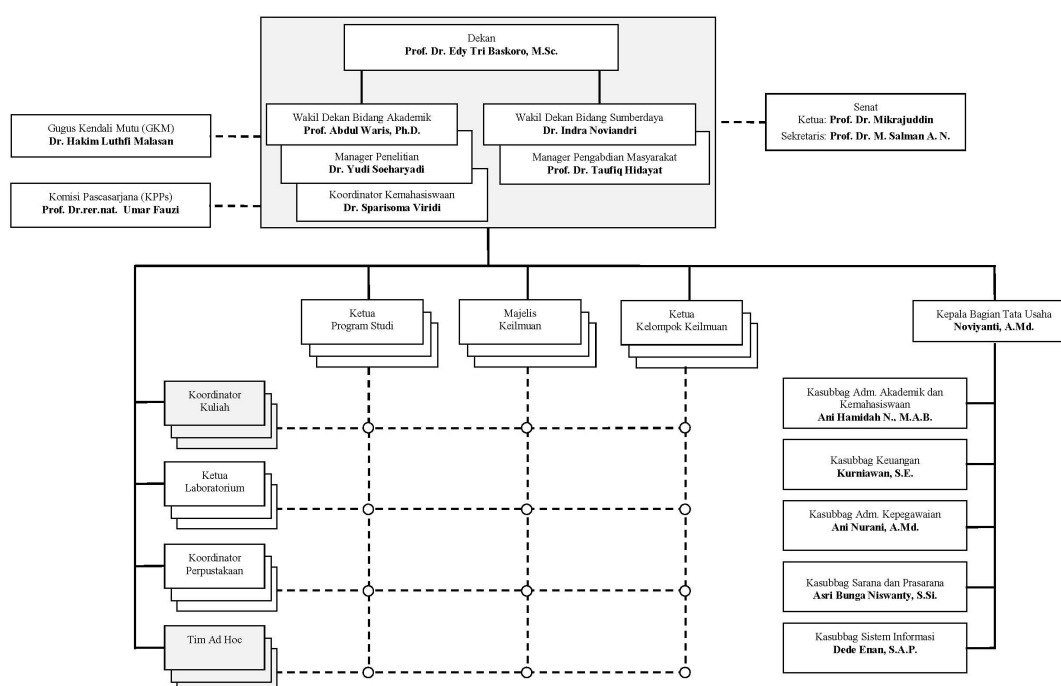 Dekan
Prof. Dr. Edy Tri Baskoro, M.Sc.
Wakil Dekan Bidang Akademik
Prof. Abdul Waris, Ph.D.
Manager Penelitian
Dr. Yudi Soeharyadi
Koordinator Kemahasiswaan
Dr. Sparisoma Viridi
Wakil Dekan Bidang Sumberdaya
Dr. Indra Noviandri
Manager Pengabdian Masyarakat
Prof. Dr. Taufiq Hidayat
Gugus Kendali Mutu (GKM)
Dr. Hakim Luthfi Malasan
Komisi Pascasarjana (KPPs)
Prof. Dr.rer.nat. Umar Fauzi
Senat
Ketua: Prof. Dr. Mikrajuddin
Sekretaris: Prof. Dr. M. Salman A. N.
Ketua
Program Studi
Majelis
Keilmuan
Ketua
Kelompok Keilmuan
Kepala Bagian Tata Usaha
Noviyanti, A.Md.
Koordinator
Kuliah
Ketua
Laboratorium
Koordinator
Perpustakaan
Tim Ad Hoc
Kasubbag Adm. Akademik dan
Kemahasiswaan
Ani Hamidah N., M.A.B.
Kasubbag Keuangan
Kurniawan, S.E.
Kasubbag Adm. Kepegawaian
Ani Nurani, A.Md.
Kasubbag Sarana dan Prasarana
Asri Bunga Niswanty, S.Si.
Kasubbag Sistem Informasi
Dede Enan, S.A.P.